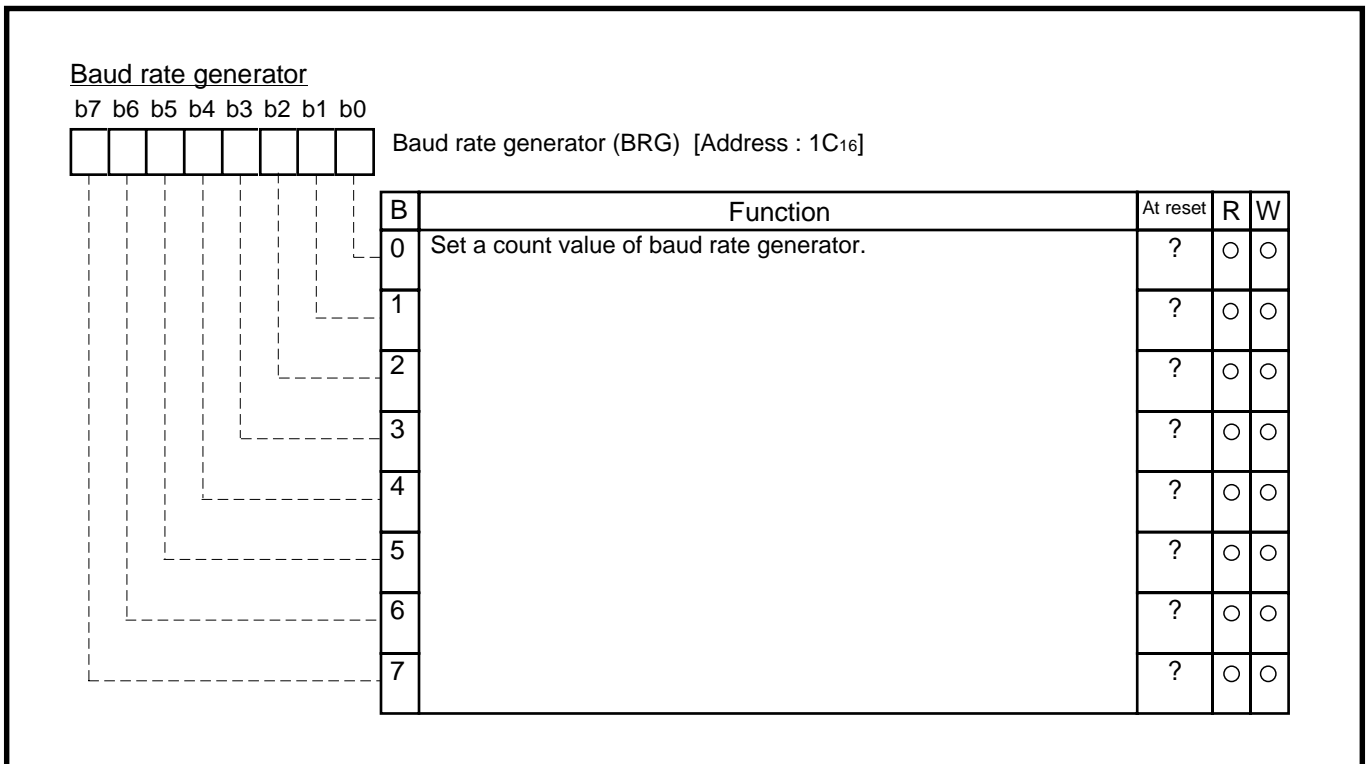 Baud rate generator
b7 b6 b5 b4 b3 b2 b1 b0
Baud rate generator (BRG) [Address : 1C16]
B Function At reset R W
0 Set a count value of baud rate generator. ? ○ ○
1 ? ○ ○
2 ? ○ ○
3 ? ○ ○
4 ? ○ ○
5 ? ○ ○
6 ? ○ ○
7 ? ○ ○